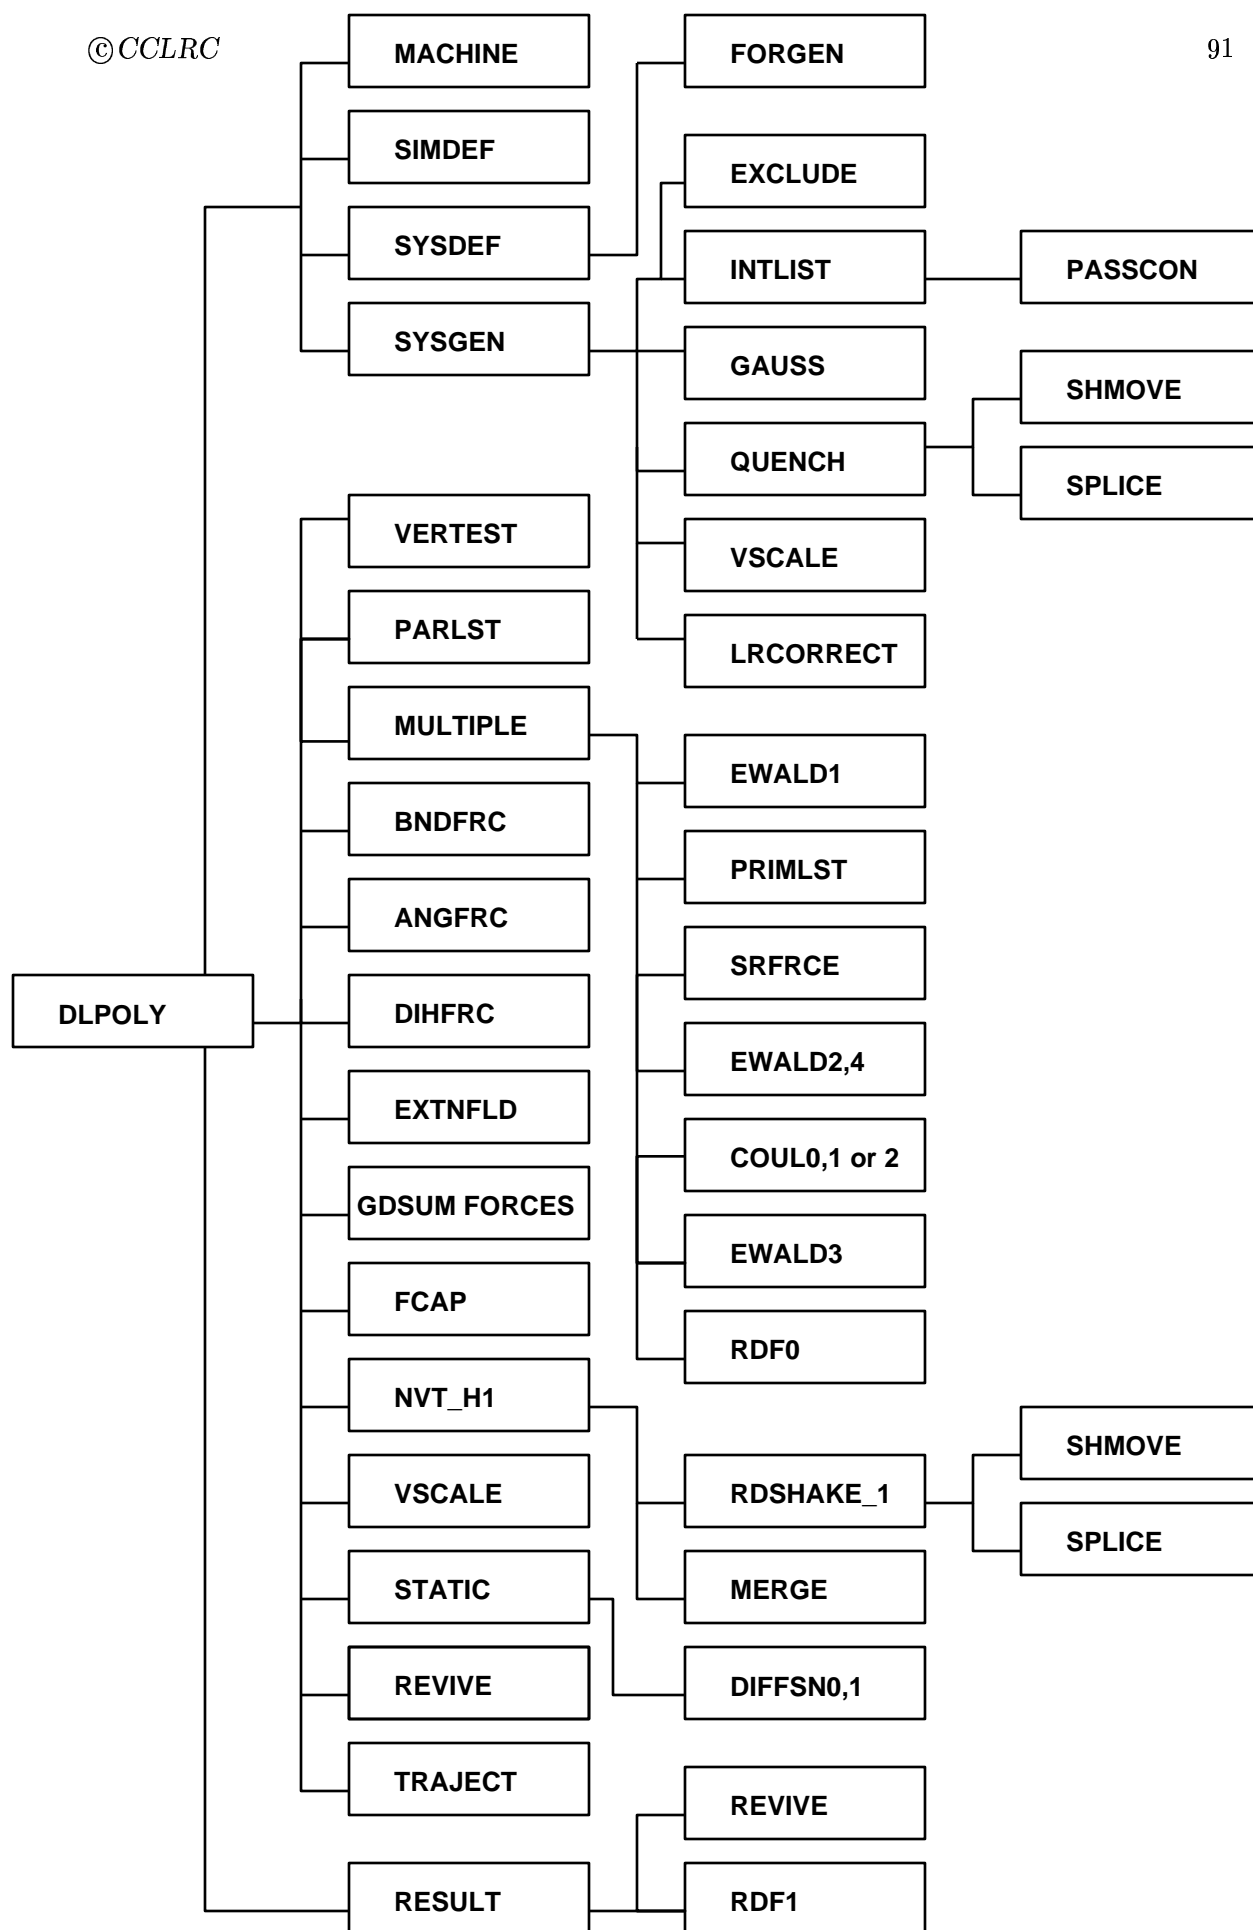 ©CCLRC
91
MACHINE
FORGEN
SIMDEF
EXCLUDE
SYSDEF
INTLIST
PASSCON
SYSGEN
GAUSS
SHMOVE
QUENCH
SPLICE
VERTEST
VSCALE
PARLST
LRCORRECT
MULTIPLE
EWALD1
BNDFRC
PRIMLST
ANGFRC
SRFRCE
DLPOLY
DIHFRC
EWALD2,4
EXTNFLD
COUL0,1 or 2
GDSUM FORCES
EWALD3
FCAP
RDF0
NVT_H1
SHMOVE
VSCALE
RDSHAKE_1
SPLICE
STATIC
MERGE
REVIVE
DIFFSN0,1
TRAJECT
REVIVE
RESULT
RDF1